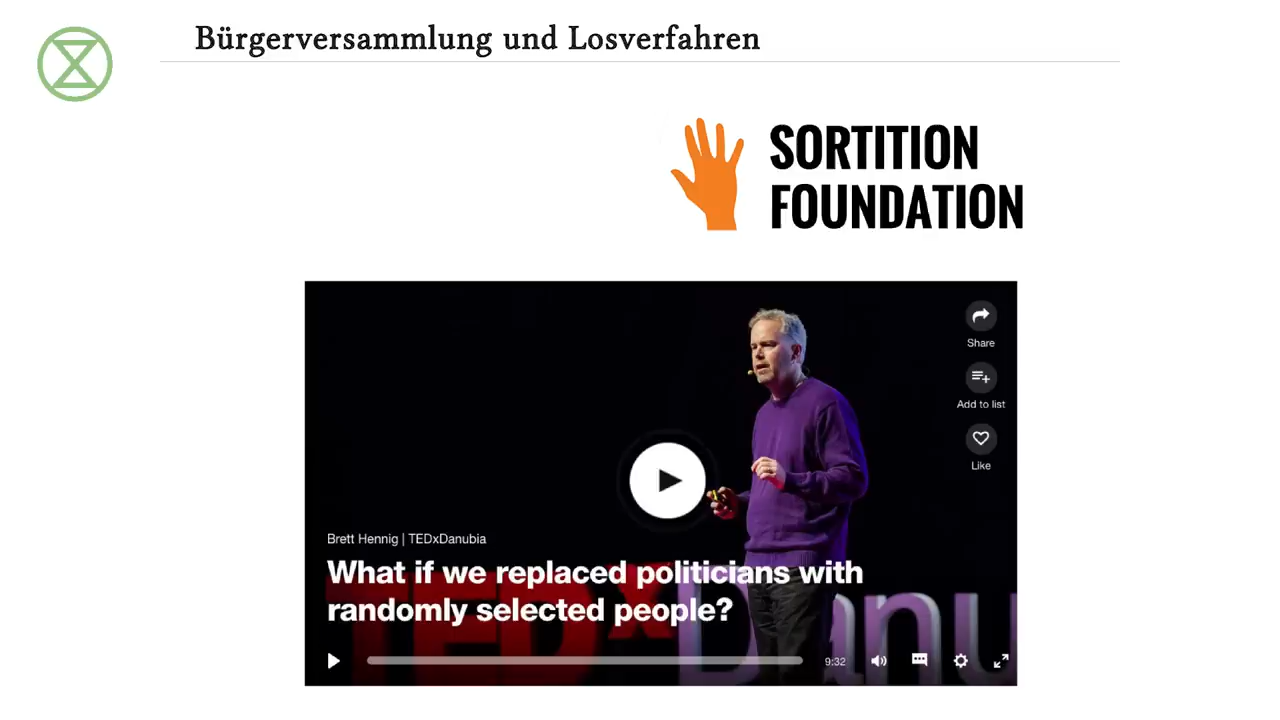 Bürgerversammlung und Losverfahren
SORTITION
FOUNDATION
Share
Add to list
Like
Brett Hennig | TEDxDanubia
What if we replaced politicians with
randomly selected people?
TEDxDanu
9:32